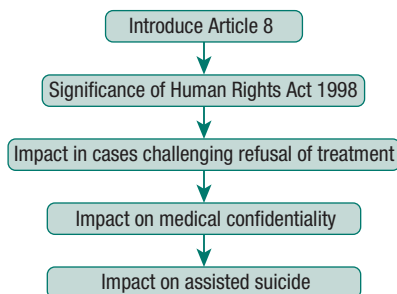 Introduce Article 8
Significance of Human Rights Act 1998
Impact in cases challenging refusal of treatment
Impact on medical confidentiality
Impact on assisted suicide